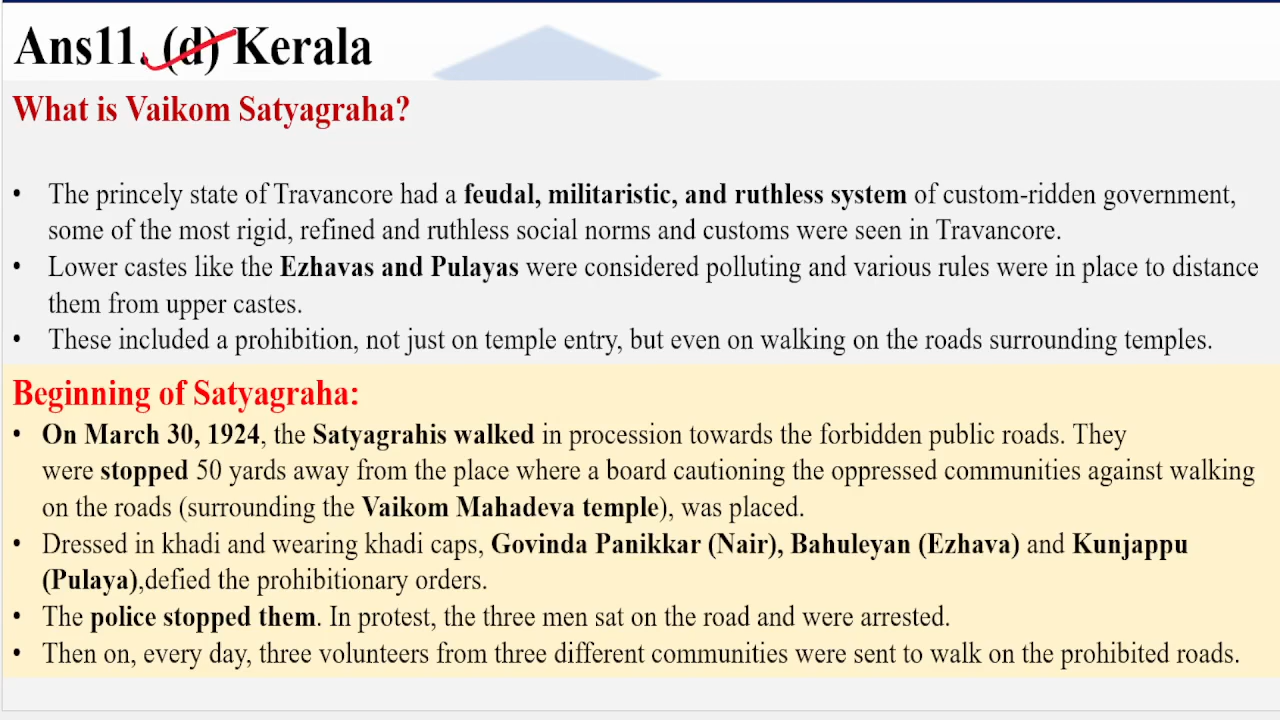 Ans11. (d) Kerala
What is Vaikom Satyagraha?
• The princely state of Travancore had a feudal, militaristic, and ruthless system of custom-ridden government,
some of the most rigid, refined and ruthless social norms and customs were seen in Travancore.
• Lower castes like the Ezhavas and Pulayas were considered polluting and various rules were in place to distance
them from upper castes.
• These included a prohibition, not just on temple entry, but even on walking on the roads surrounding temples.
Beginning of Satyagraha:
• On March 30, 1924, the Satyagrahis walked in procession towards the forbidden public roads. They
were stopped 50 yards away from the place where a board cautioning the oppressed communities against walking
on the roads (surrounding the Vaikom Mahadeva temple), was placed.
• Dressed in khadi and wearing khadi caps, Govinda Panikkar (Nair), Bahuleyan (Ezhava) and Kunjappu
(Pulaya),defied the prohibitionary orders.
• The police stopped them. In protest, the three men sat on the road and were arrested.
• Then on, every day, three volunteers from three different communities were sent to walk on the prohibited roads.